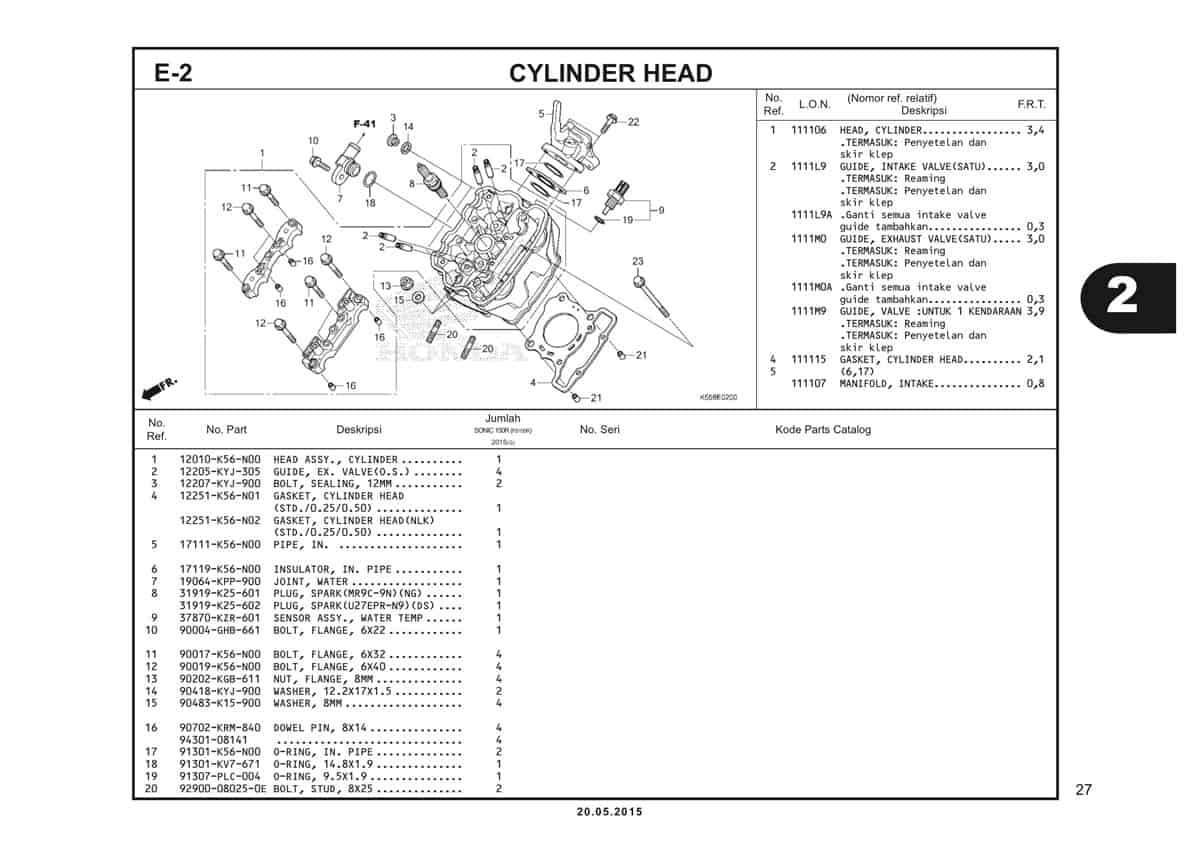 E-2
CYLINDER HEAD
F-41
3
14
10
1
5
22
2
2
17
11
7
18
8
6
17
9
19
12
2
2
11
12
16
23
16
11
13
15
12
16
20
20
21
16
4
21
FR.
HONDA
K56BE0200
No. Ref. L.O.N. (Nomor ref. relatif) Deskripsi F.R.T.
1 111106 HEAD, CYLINDER................. 3,4
.TERMASUK: Penyetelan dan
skir klep
2 1111L9 GUIDE, INTAKE VALVE(SATU)...... 3,0
.TERMASUK: Reaming
.TERMASUK: Penyetelan dan
skir klep
1111L9A .Ganti semua intake valve
guide tambahkan................ 0,3
1111M0 GUIDE, EXHAUST VALVE(SATU)..... 3,0
.TERMASUK: Reaming
.TERMASUK: Penyetelan dan
skir klep
1111M0A .Ganti semua intake valve
guide tambahkan................ 0,3
1111M9 GUIDE, VALVE :UNTUK 1 KENDARAAN 3,9
.TERMASUK: Reaming
.TERMASUK: Penyetelan dan
skir klep
4 111115 GASKET, CYLINDER HEAD.......... 2,1
5 (6,17)
111107 MANIFOLD, INTAKE............... 0,8
2
No. Ref. No. Part Deskripsi Jumlah No. Seri Kode Parts Catalog
SONIC 150R
2015(G)
1 12010-K56-N00 HEAD ASSY., CYLINDER .......... 1
2 12205-KYJ-305 GUIDE, EX. VALVE(O.S.) ........ 4
3 12207-KYJ-900 BOLT, SEALING, 12MM ........... 2
4 12251-K56-N01 GASKET, CYLINDER HEAD
(STD./0.25/0.50) .............. 1
12251-K56-N02 GASKET, CYLINDER HEAD(NLK)
(STD./0.25/0.50) .............. 1
5 17111-K56-N00 PIPE, IN. .................... 1
6 17119-K56-N00 INSULATOR, IN. PIPE ........... 1
7 19064-KPP-900 JOINT, WATER .................. 1
8 31919-K25-601 PLUG, SPARK(MR9C-9N)(NG) ...... 1
31919-K25-602 PLUG, SPARK(U27EPR-N9)(DS) .... 1
9 37870-KZR-601 SENSOR ASSY., WATER TEMP ...... 1
10 90004-GHB-661 BOLT, FLANGE, 6X22 ............ 1
11 90017-K56-N00 BOLT, FLANGE, 6X32 ............ 4
12 90019-K56-N00 BOLT, FLANGE, 6X40 ............ 4
13 90202-KGB-611 NUT, FLANGE, 8MM .............. 4
14 90418-KYJ-900 WASHER, 12.2X17X1.5 ........... 2
15 90483-K15-900 WASHER, 8MM ................... 4
16 90702-KRM-840 DOWEL PIN, 8X14 ............... 4
94301-08141 .............................. 4
17 91301-K56-N00 O-RING, IN. PIPE .............. 2
18 91301-KV7-671 O-RING, 14.8X1.9 .............. 1
19 91307-PLC-004 O-RING, 9.5X1.9 ............... 1
20 92900-08025-0E BOLT, STUD, 8X25 .............. 2
27
20.05.2015